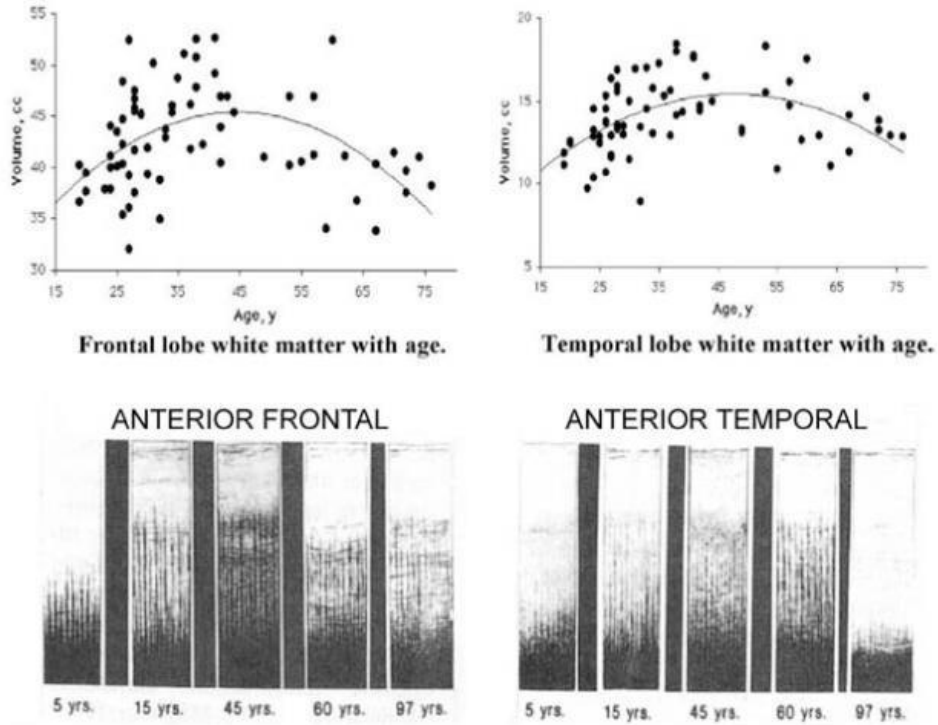 55
50
45
40
35
30
Volume, cc
15 25 35 45 55 65 75
Age, y
Frontal lobe white matter with age.
20
15
10
5
Volume, cc
15 25 35 45 55 65 75
Age, y
Temporal lobe white matter with age.
ANTERIOR FRONTAL
5 yrs. 15 yrs. 45 yrs. 60 yrs. 97 yrs.
ANTERIOR TEMPORAL
5 yrs. 15 yrs. 45 yrs. 60 yrs. 97 yrs.